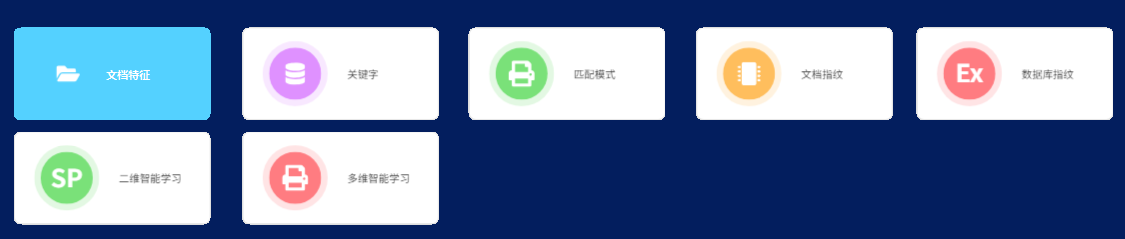 文档特征
关键字
匹配模式
文档指纹
Ex
数据库指纹
SP
二维智能学习
多维智能学习